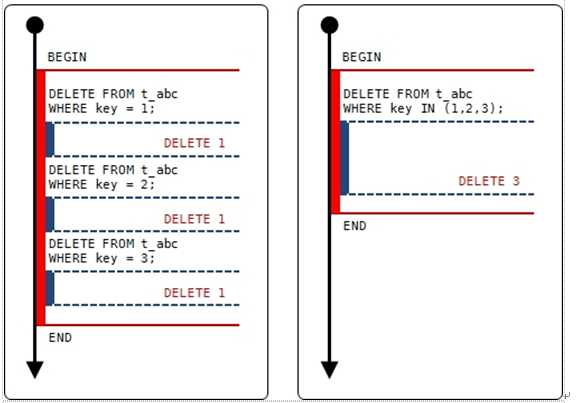 BEGIN
DELETE FROM t_abc
WHERE key = 1;
DELETE 1
DELETE FROM t_abc
WHERE key = 2;
DELETE 1
DELETE FROM t_abc
WHERE key = 3;
DELETE 1
END
BEGIN
DELETE FROM t_abc
WHERE key IN (1,2,3);
DELETE 3
END